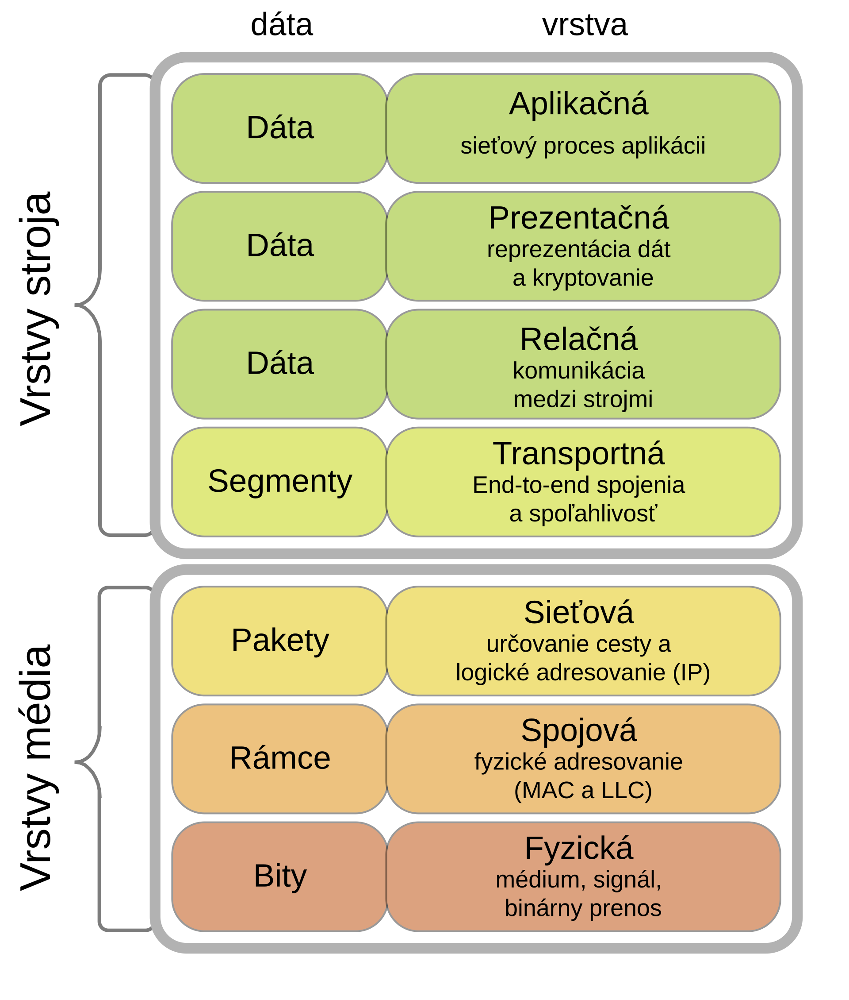 dáta
vrstva
Vrstvy stroja
Dáta
Aplikačná
sieťový proces aplikácii
Dáta
Prezentačná
reprezentácia dát
a kryptovanie
Dáta
Relačná
komunikácia
medzi strojmi
Segmenty
Transportná
End-to-end spojenia
a spoľahlivosť
Vrstvy média
Pakety
Sieťová
určovanie cesty a
logické adresovanie (IP)
Rámce
Spojová
fyzické adresovanie
(MAC a LLC)
Bity
Fyzická
médium, signál,
binárny prenos